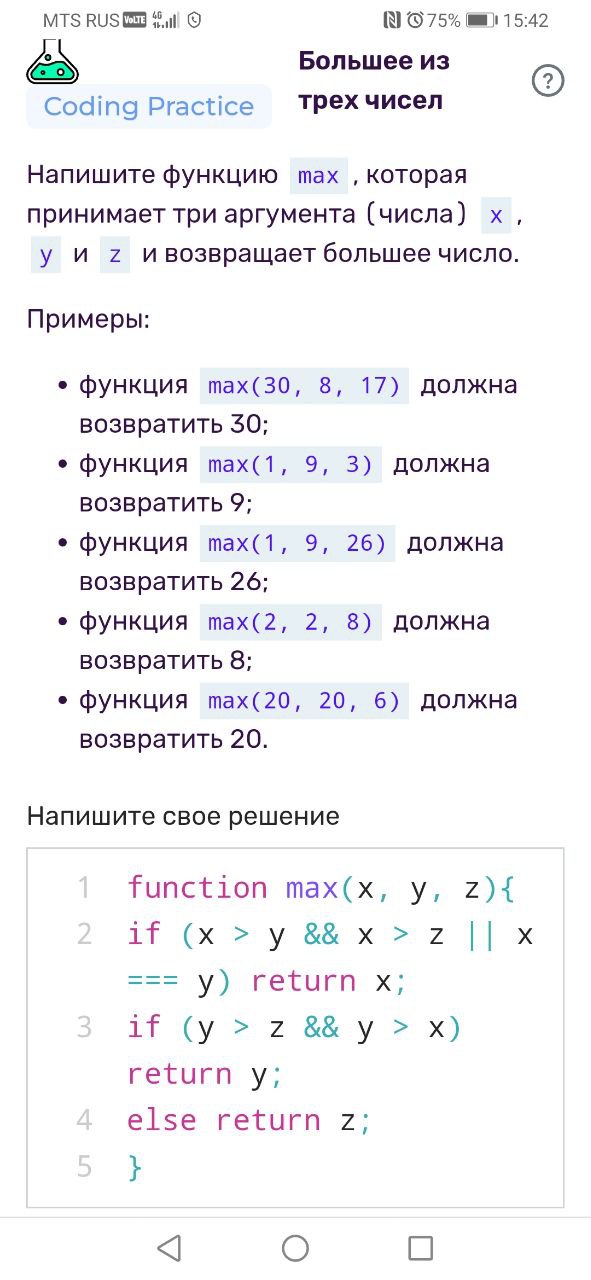 MTS RUS VoLTE 4G 75% 15:42
Большее из
трех чисел
?
Coding Practice
Напишите функцию max , которая
принимает три аргумента (числа) x ,
y и z и возвращает большее число.
Примеры:
• функция max(30, 8, 17) должна
возвратить 30;
• функция max(1, 9, 3) должна
возвратить 9;
• функция max(1, 9, 26) должна
возвратить 26;
• функция max(2, 2, 8) должна
возвратить 8;
• функция max(20, 20, 6) должна
возвратить 20.
Напишите свое решение
1 function max(x, y, z){
2 if (x > y && x > z || x
=== y) return x;
3 if (y > z && y > x)
return y;
4 else return z;
5 }